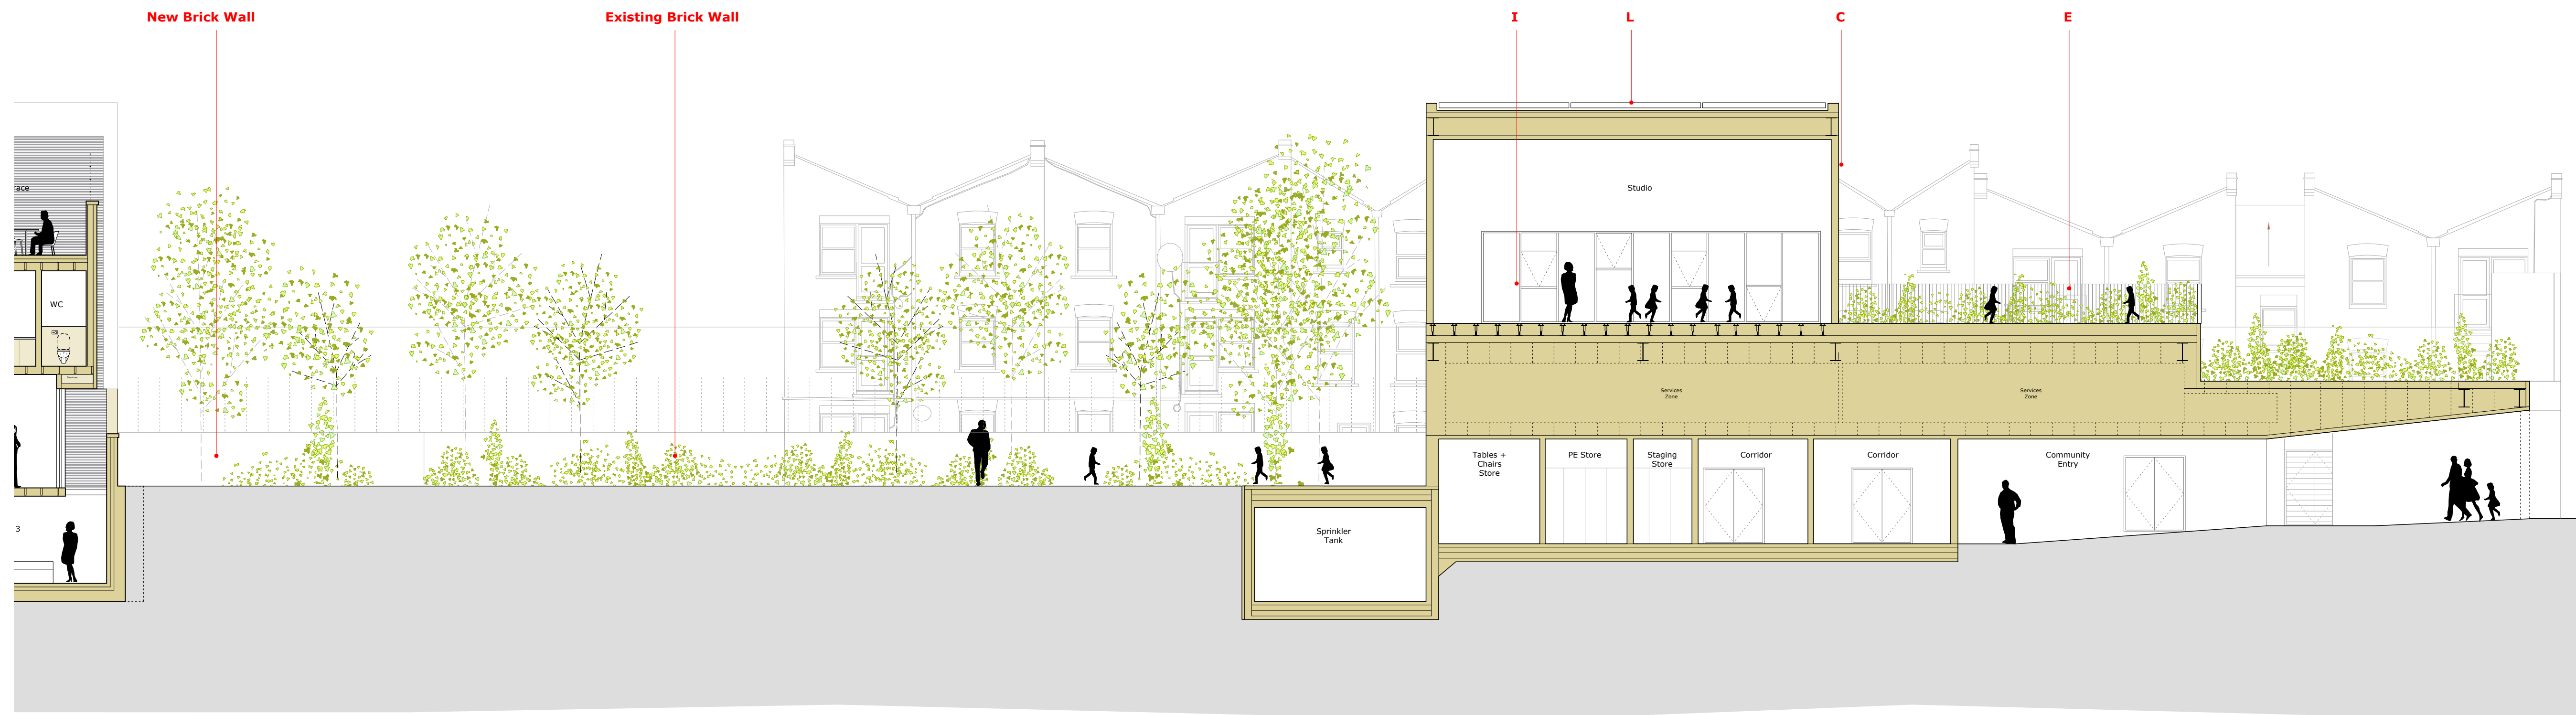 New Brick Wall
Existing Brick Wall
I
L
C
E
race
Studio
WC
Services
Zone
Services
Zone
Tables +
Chairs
Store
PE Store
Staging
Store
Corridor
Corridor
Community
Entry
3
Sprinkler
Tank